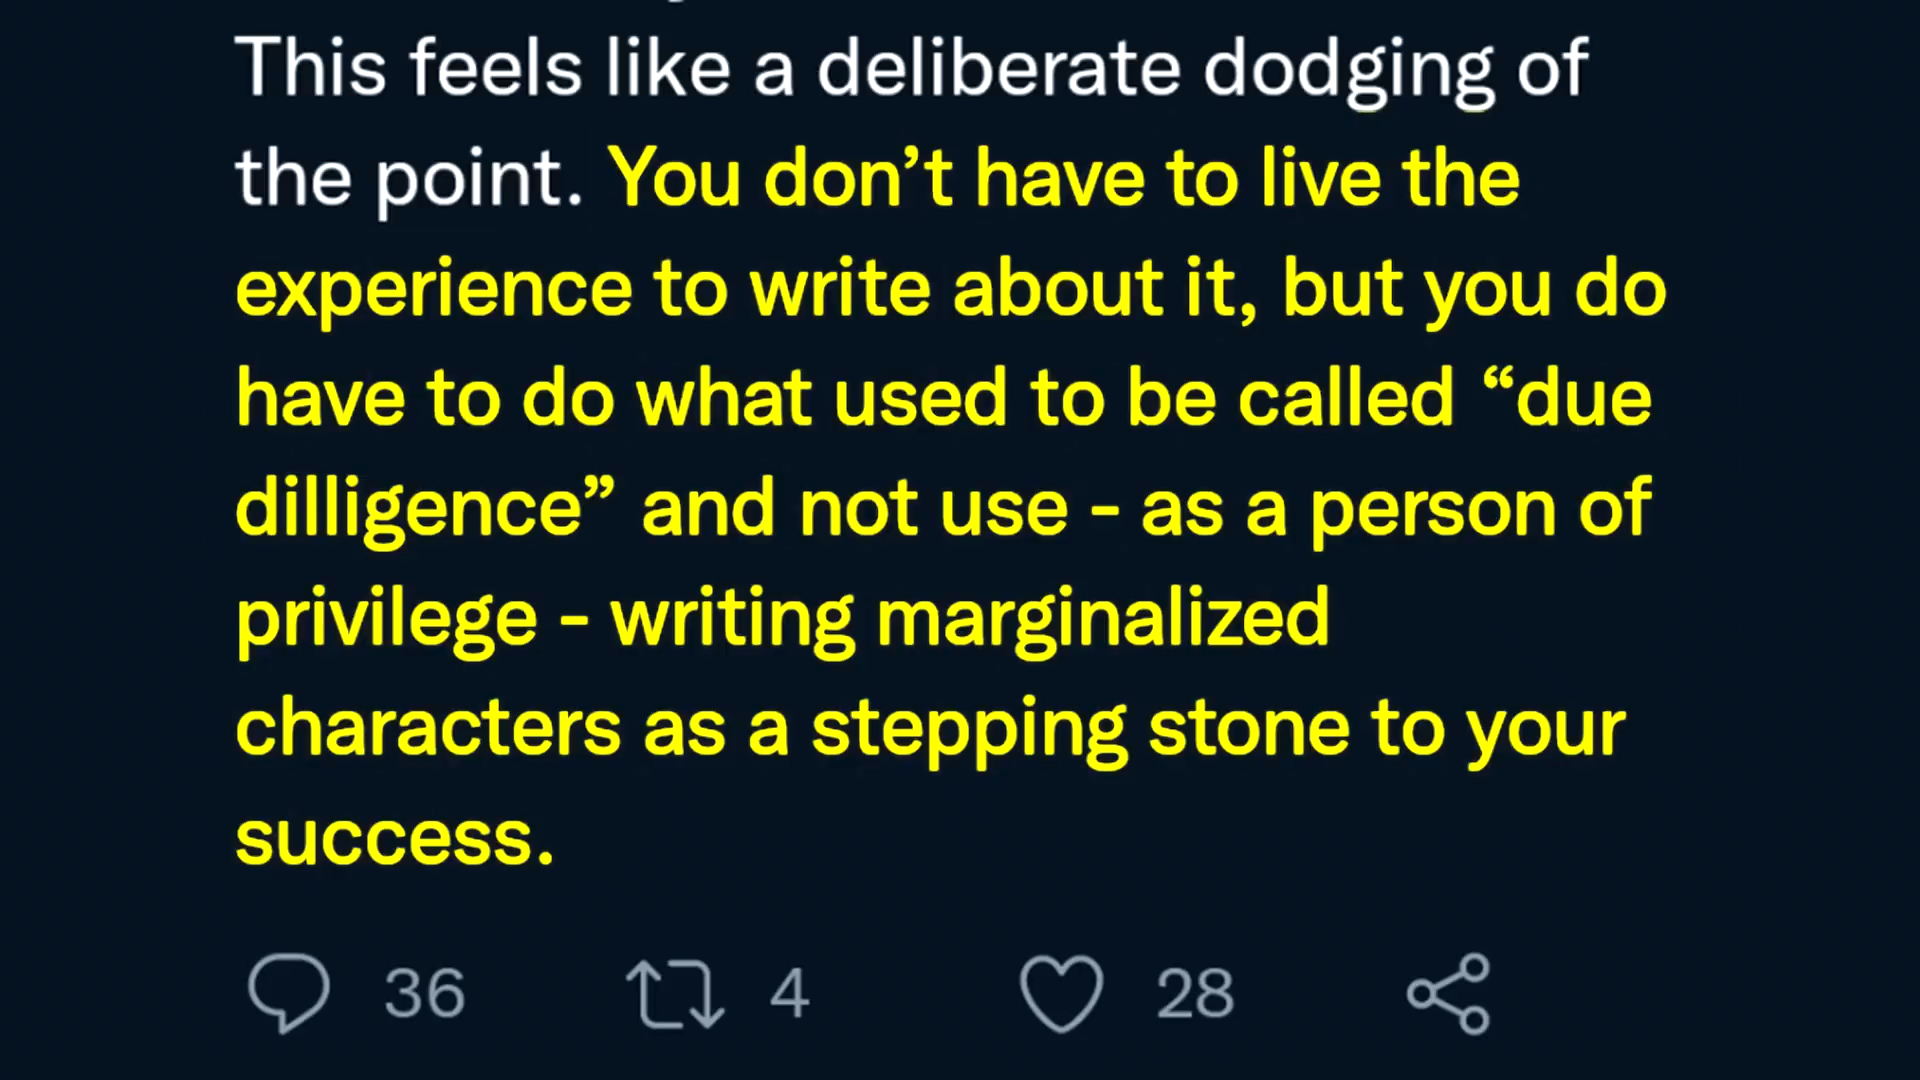 This feels like a deliberate dodging of
the point. You don’t have to live the
experience to write about it, but you do
have to do what used to be called “due
dilligence” and not use - as a person of
privilege - writing marginalized
characters as a stepping stone to your
success.
36 4 28